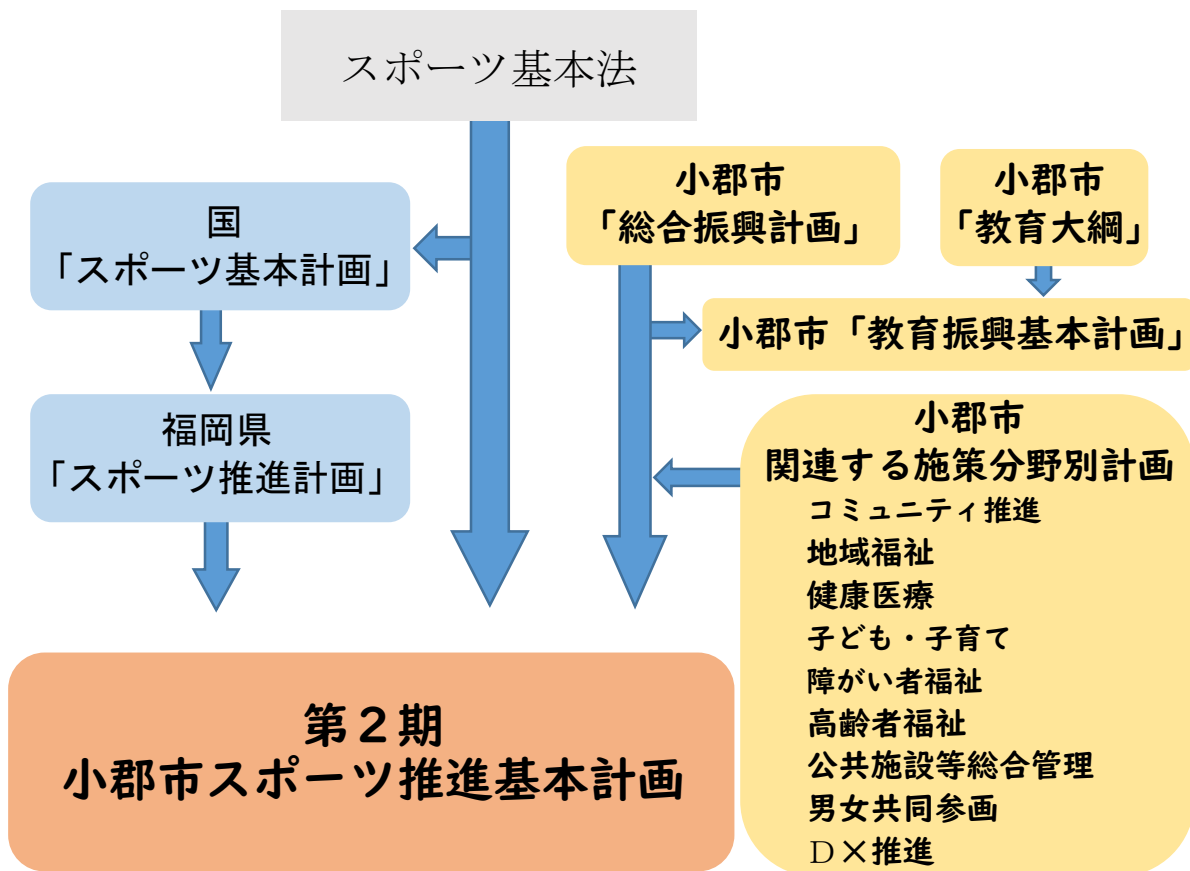 スポーツ基本法
国
「スポーツ基本計画」
福岡県
「スポーツ推進計画」
小郡市
「総合振興計画」
小郡市
「教育大綱」
小郡市「教育振興基本計画」
小郡市
関連する施策分野別計画
コミュニティ推進
地域福祉
健康医療
子ども・子育て
障がい者福祉
高齢者福祉
公共施設等総合管理
男女共同参画
ＤＸ推進
第２期
小郡市スポーツ推進基本計画